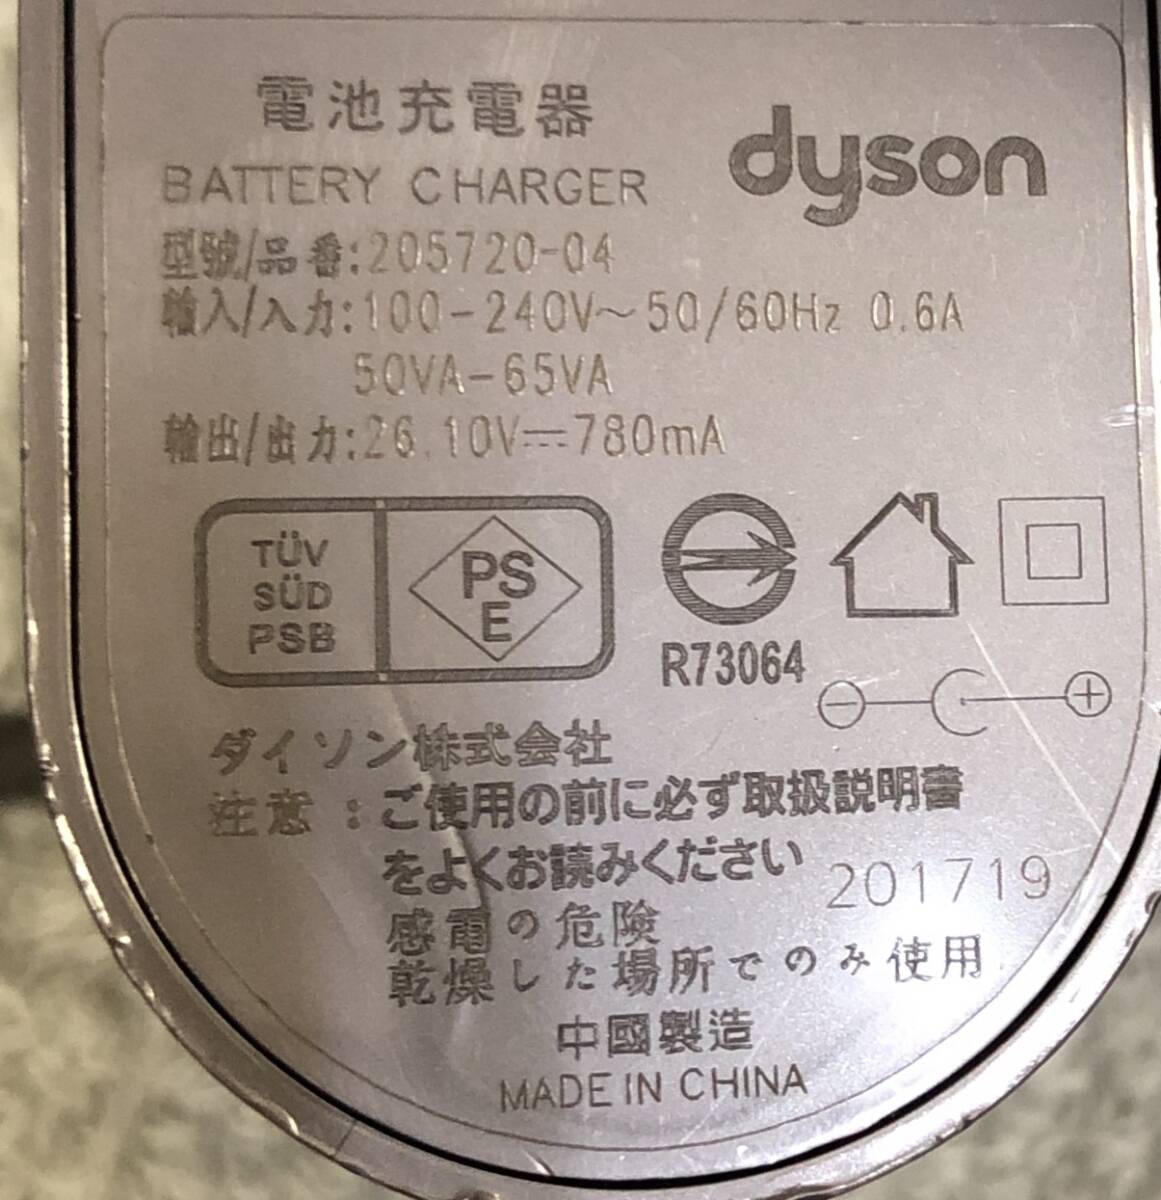 電池充電器
dyson
BATTERY CHARGER
型號/品番:205720-04
輸入/入力:100-240V～50/60Hz 0.6A
50VA-65VA
輸出/出力:26.10V⎓780mA
TÜV
SÜD
PSB
PS
E
R73064
ダイソン株式会社
注意：ご使用の前に必ず取扱説明書
をよくお読みください
201719
感電の危険
乾燥した場所でのみ使用
中國製造
MADE IN CHINA